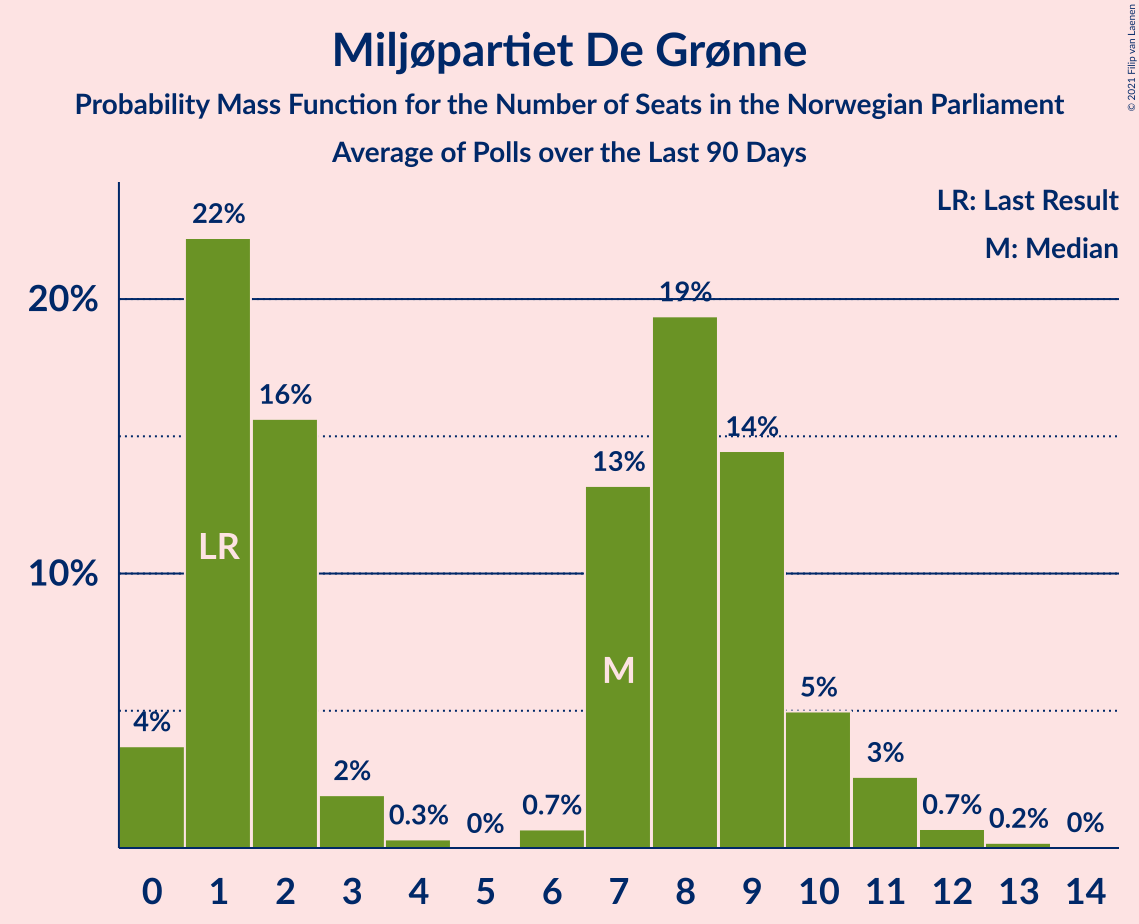 Miljøpartiet De Grønne
Probability Mass Function for the Number of Seats in the Norwegian Parliament
Average of Polls over the Last 90 Days
© 2021 Filip van Laenen
LR: Last Result
M: Median
22%
20%
19%
16%
14%
13%
LR
10%
M
5%
4%
3%
2%
0.3%
0%
0.7%
0.7%
0.2%
0%
0 1 2 3 4 5 6 7 8 9 10 11 12 13 14